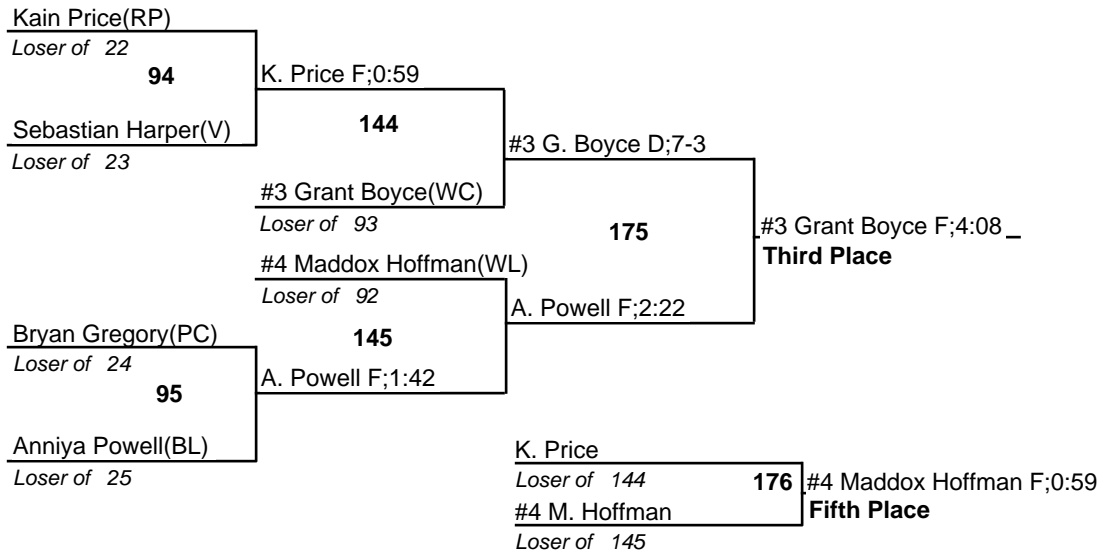 Kain Price(RP)
Loser of 22
94
K. Price F;0:59
Sebastian Harper(V)
Loser of 23
144
#3 G. Boyce D;7-3
#3 Grant Boyce(WC)
Loser of 93
175
#3 Grant Boyce F;4:08
Third Place
#4 Maddox Hoffman(WL)
Loser of 92
A. Powell F;2:22
Bryan Gregory(PC)
Loser of 24
145
95
A. Powell F;1:42
Anniya Powell(BL)
Loser of 25
K. Price
Loser of 144
176
#4 Maddox Hoffman F;0:59
Fifth Place
#4 M. Hoffman
Loser of 145